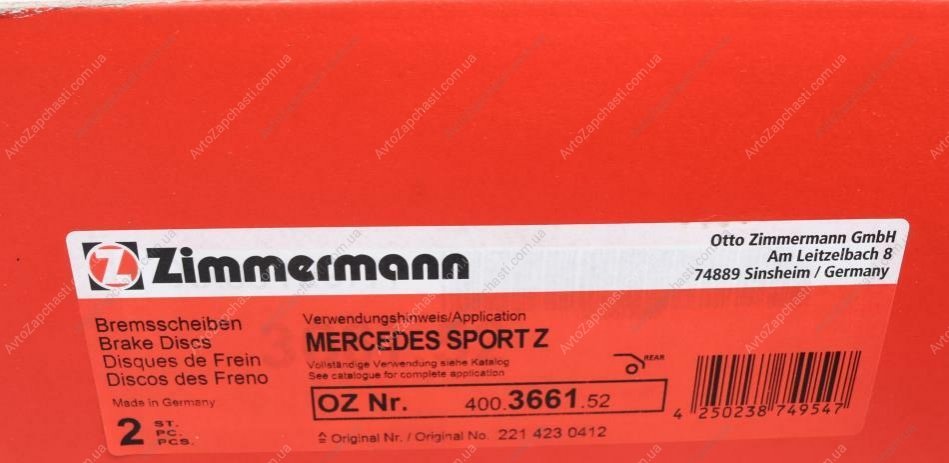 Z Zimmermann
Otto Zimmermann GmbH
Am Leitzelbach 8
74889 Sinsheim / Germany
Bremsscheiben
Brake Discs
Disques de Frein
Discos des Freno
Made in Germany
2 ST.
PC.
PCS.
Verwendungshinweis/Application
MERCEDES SPORT Z
Vollständige Verwendung siehe Katalog
See catalogue for complete application
REAR
OZ Nr. 400.3661.52
≙ Original Nr. / Original No. 221 423 0412
4 250238 749547
AvtoZapchasti.com.ua